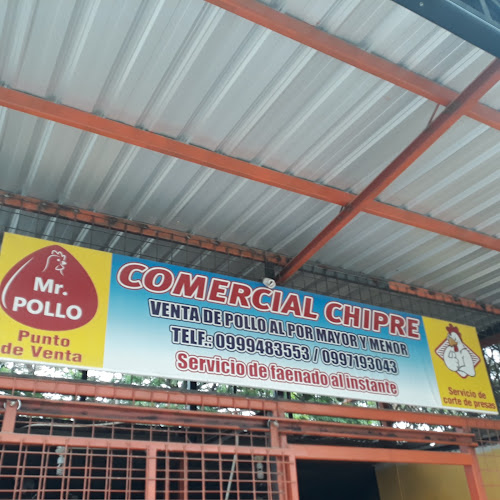 Mr.
POLLO
Punto
de Venta
COMERCIAL CHIPRE
VENTA DE POLLO AL POR MAYOR Y MENOR
TELF.: 0999483553 / 0997193043
Servicio de faenado al instante
Servicio de
corte de presas